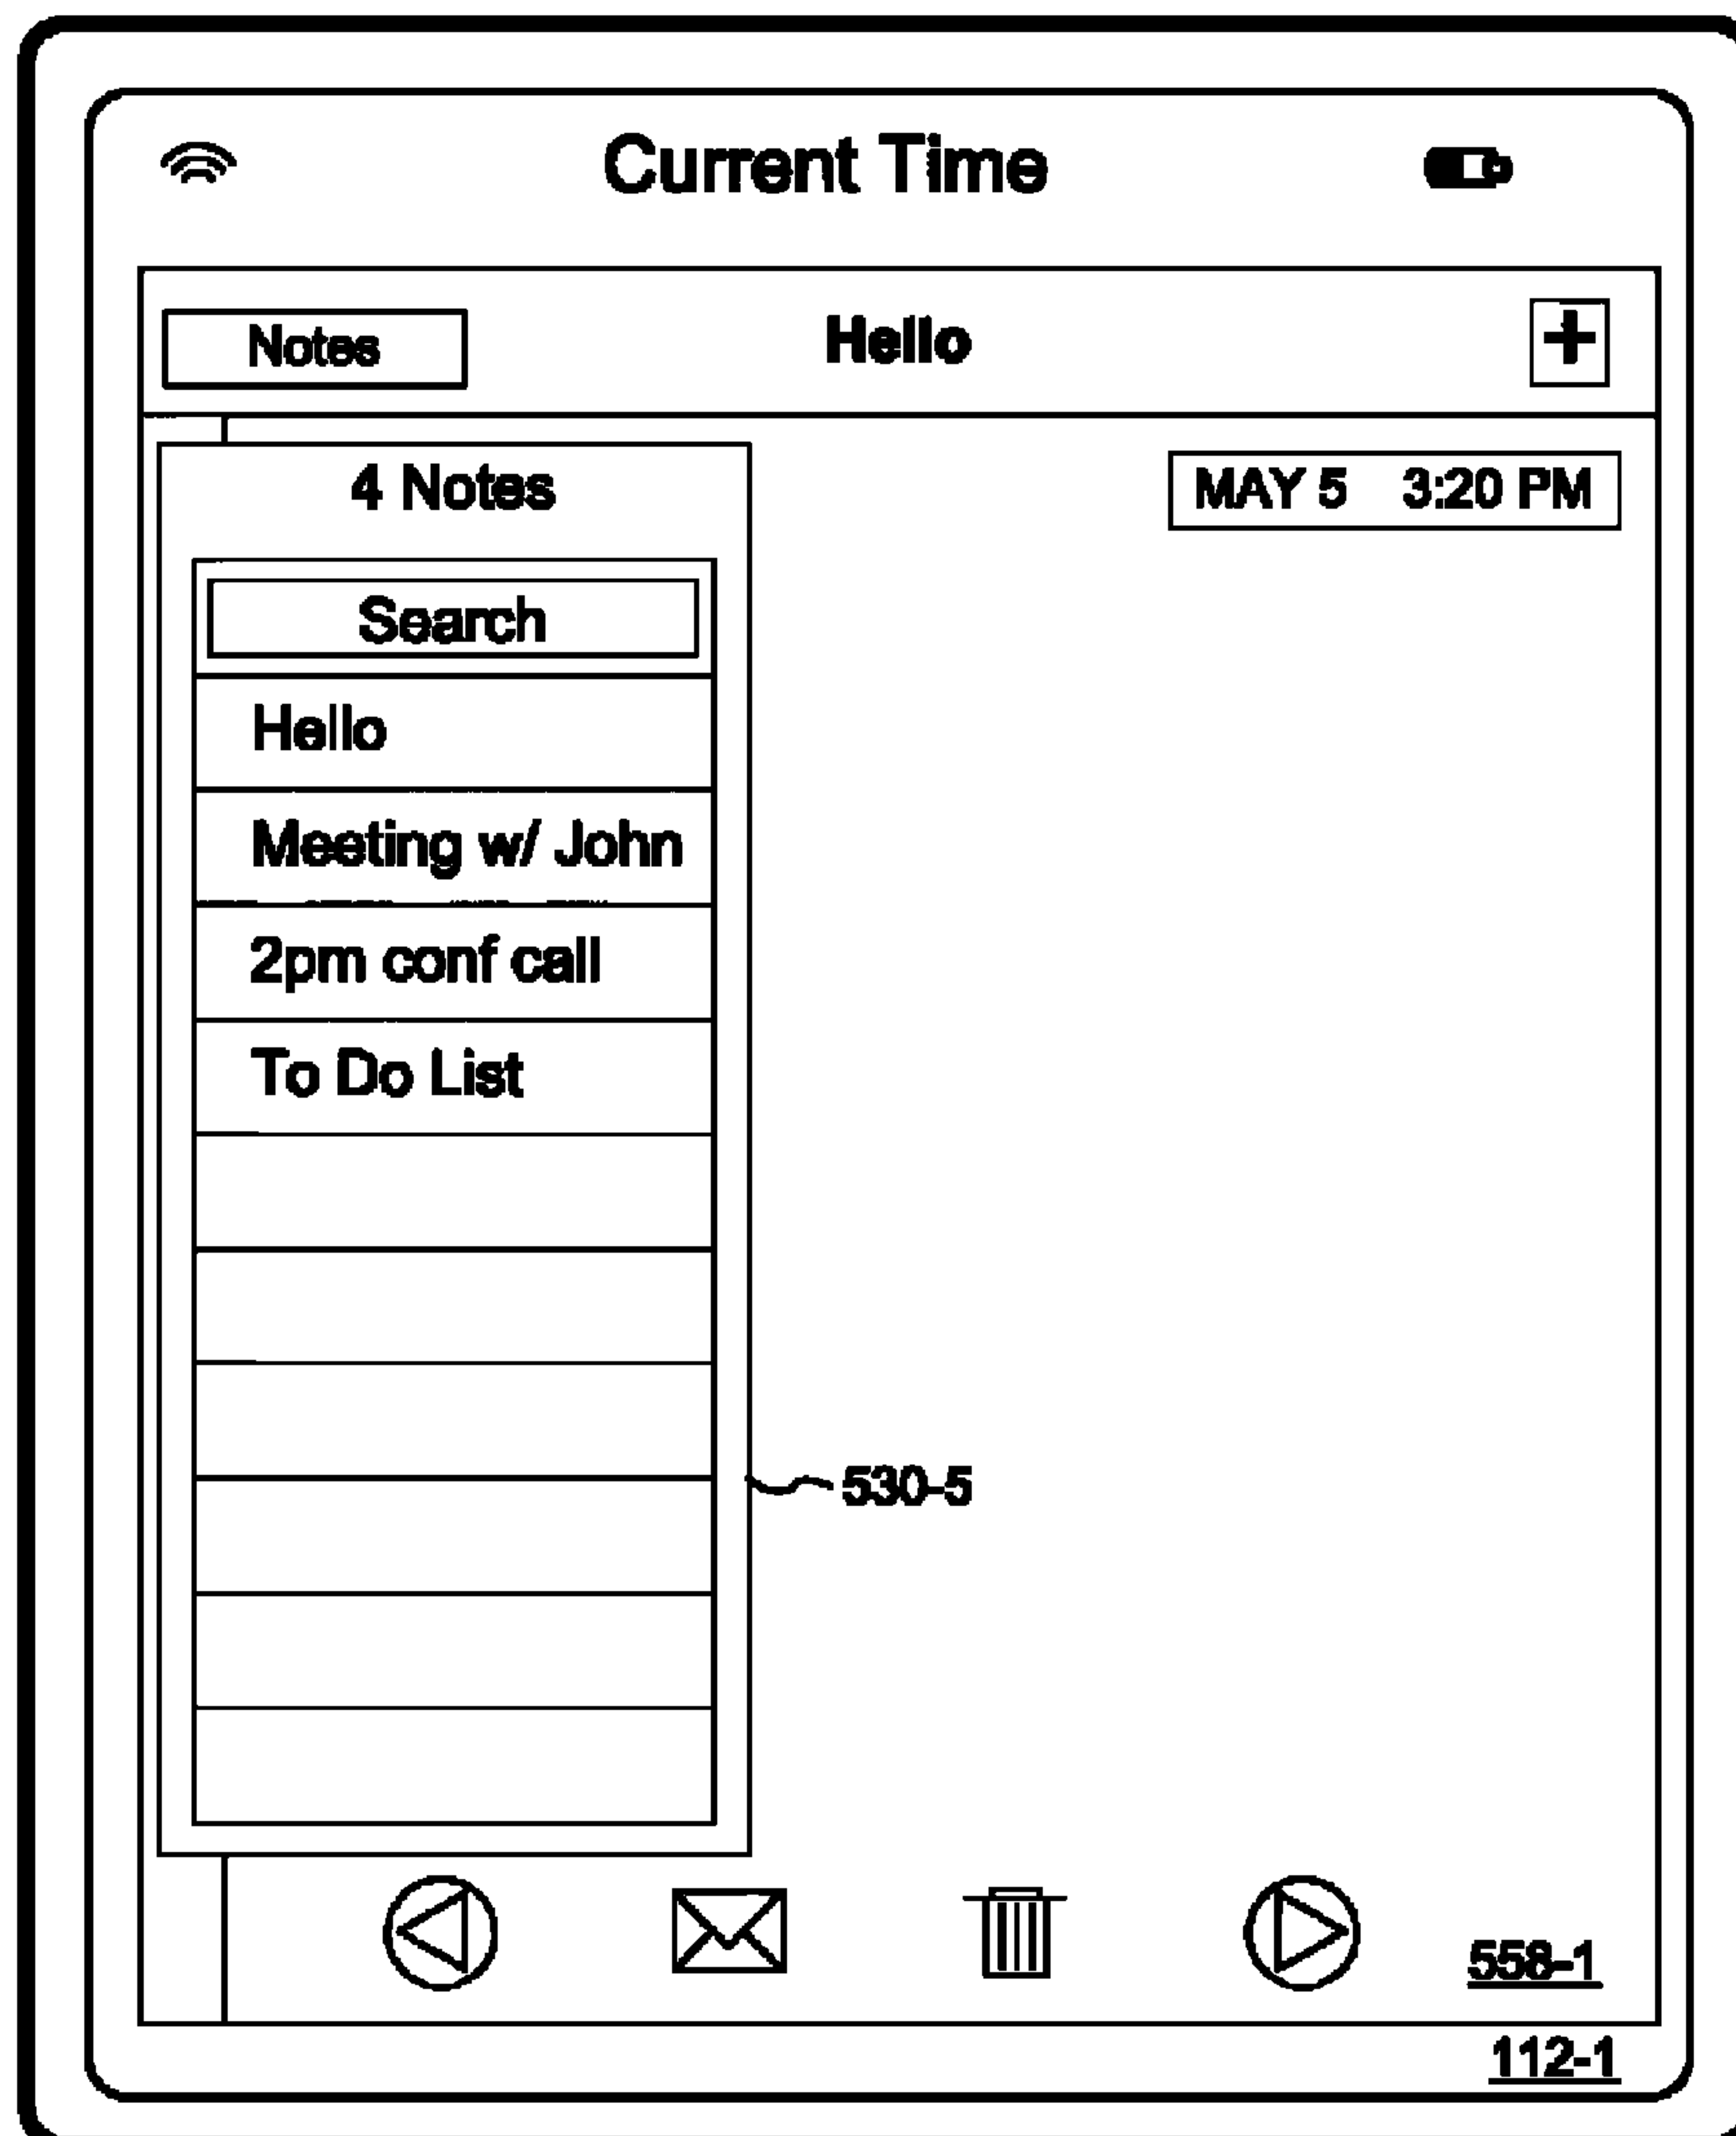 Current Time
Notes
Hello
+
4 Notes
MAY 5 3:20 PM
Search
Hello
Meeting w/ John
2pm conf call
To Do List
530-5
558-1
112-1